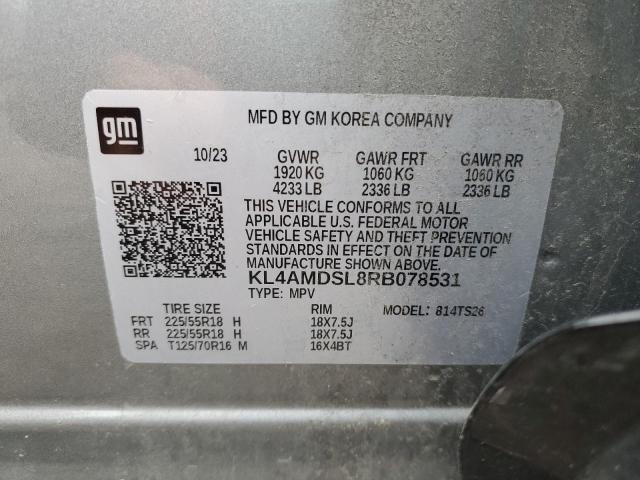 gm
MFD BY GM KOREA COMPANY
10/23 GVWR GAWR FRT GAWR RR
1920 KG 1060 KG 1060 KG
4233 LB 2336 LB 2336 LB
THIS VEHICLE CONFORMS TO ALL
APPLICABLE U.S. FEDERAL MOTOR
VEHICLE SAFETY AND THEFT PREVENTION
STANDARDS IN EFFECT ON THE DATE OF
MANUFACTURE SHOWN ABOVE.
KL4AMDSL8RB078531
TYPE: MPV MODEL: 814TS26
TIRE SIZE RIM
FRT 225/55R18 H 18X7.5J
RR 225/55R18 H 18X7.5J
SPA T125/70R16 M 16X4BT